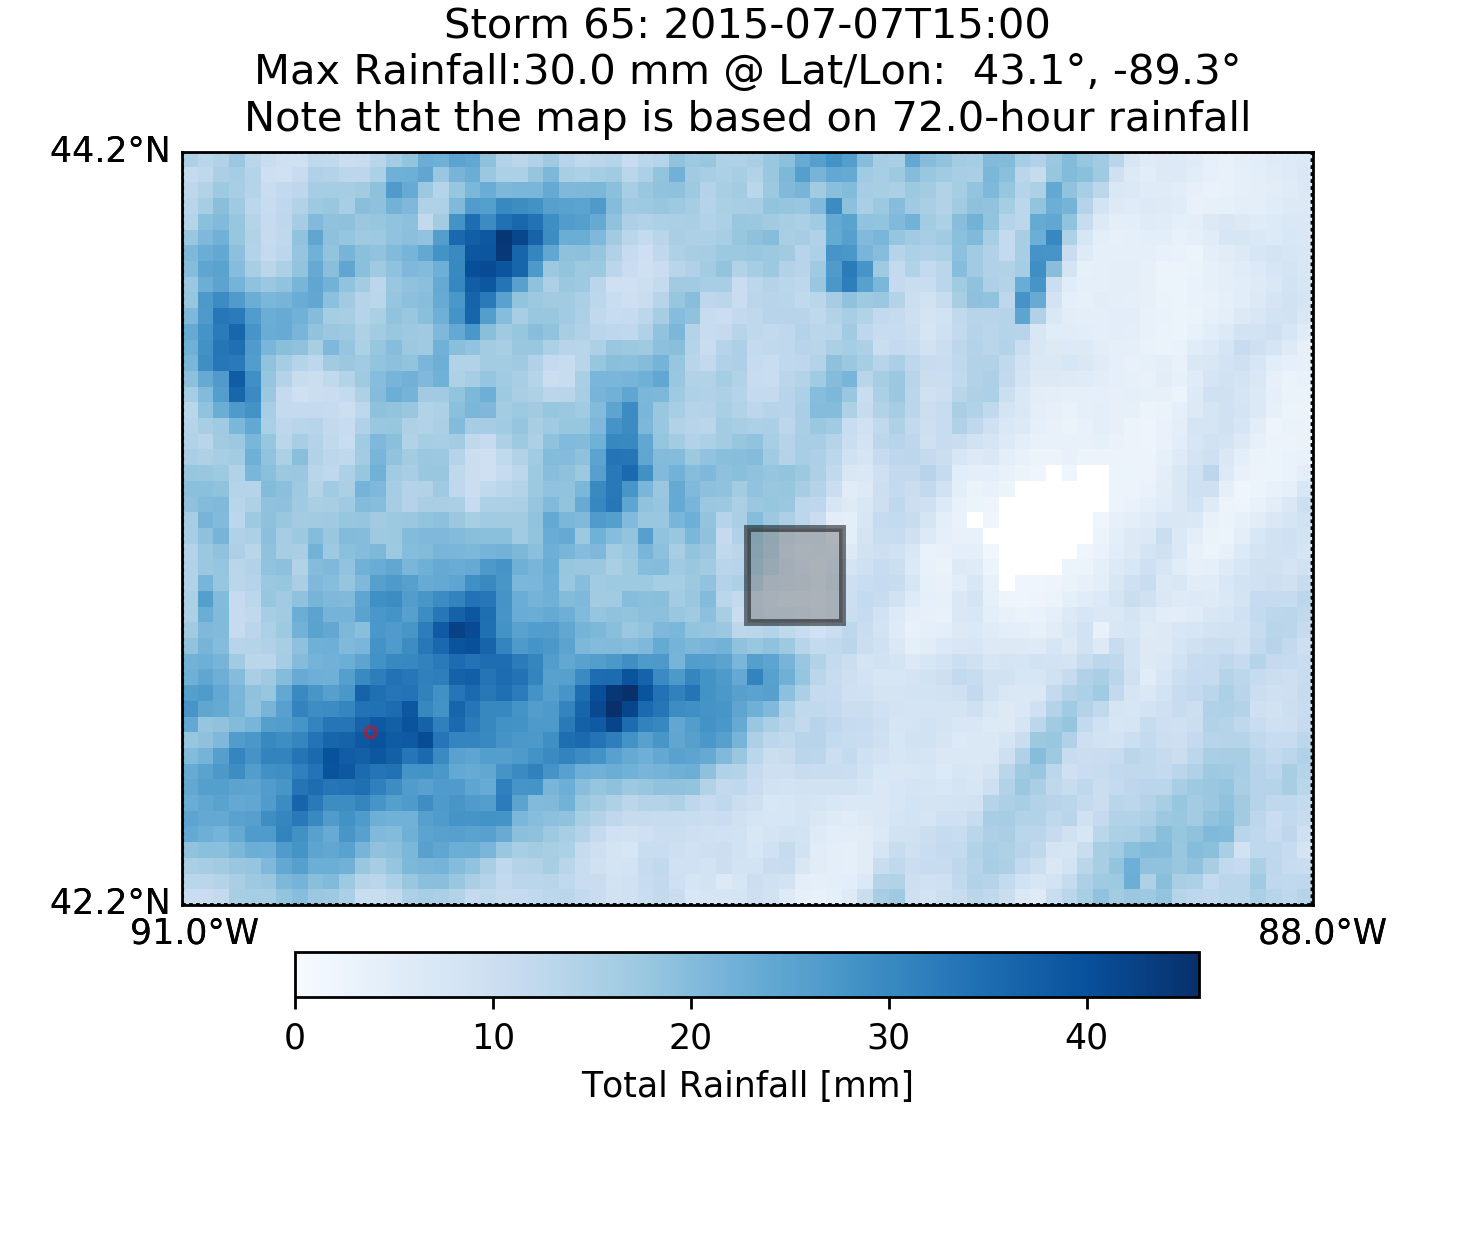 Storm 65: 2015-07-07T15:00
Max Rainfall:30.0 mm @ Lat/Lon:  43.1°, -89.3°
Note that the map is based on 72.0-hour rainfall
44.2°N
42.2°N
91.0°W 88.0°W
0 10 20 30 40
Total Rainfall [mm]